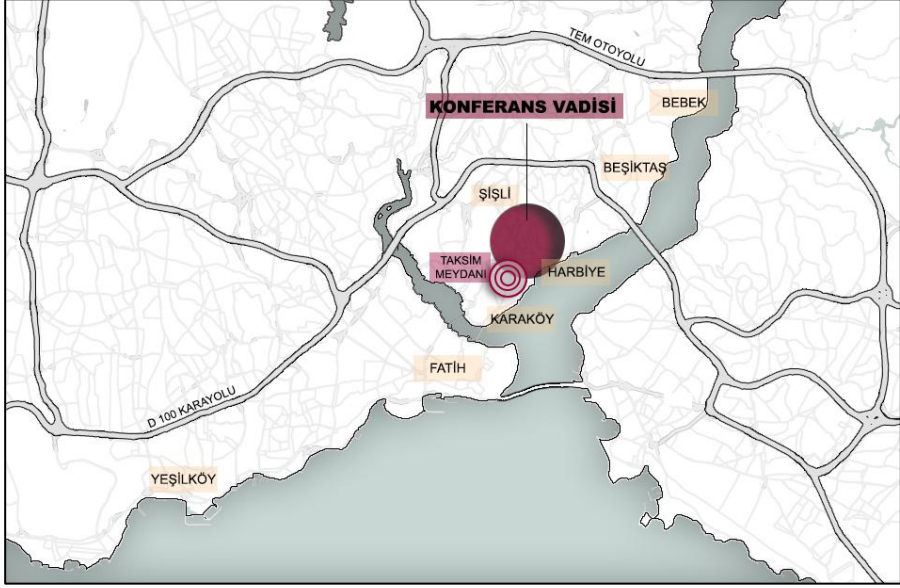 TEM OTOYOLU
BEBEK
KONFERANS VADİSİ
BEŞİKTAŞ
ŞİŞLİ
TAKSİM
MEYDANI
HARBİYE
KARAKÖY
FATİH
D 100 KARAYOLU
YEŞİLKÖY